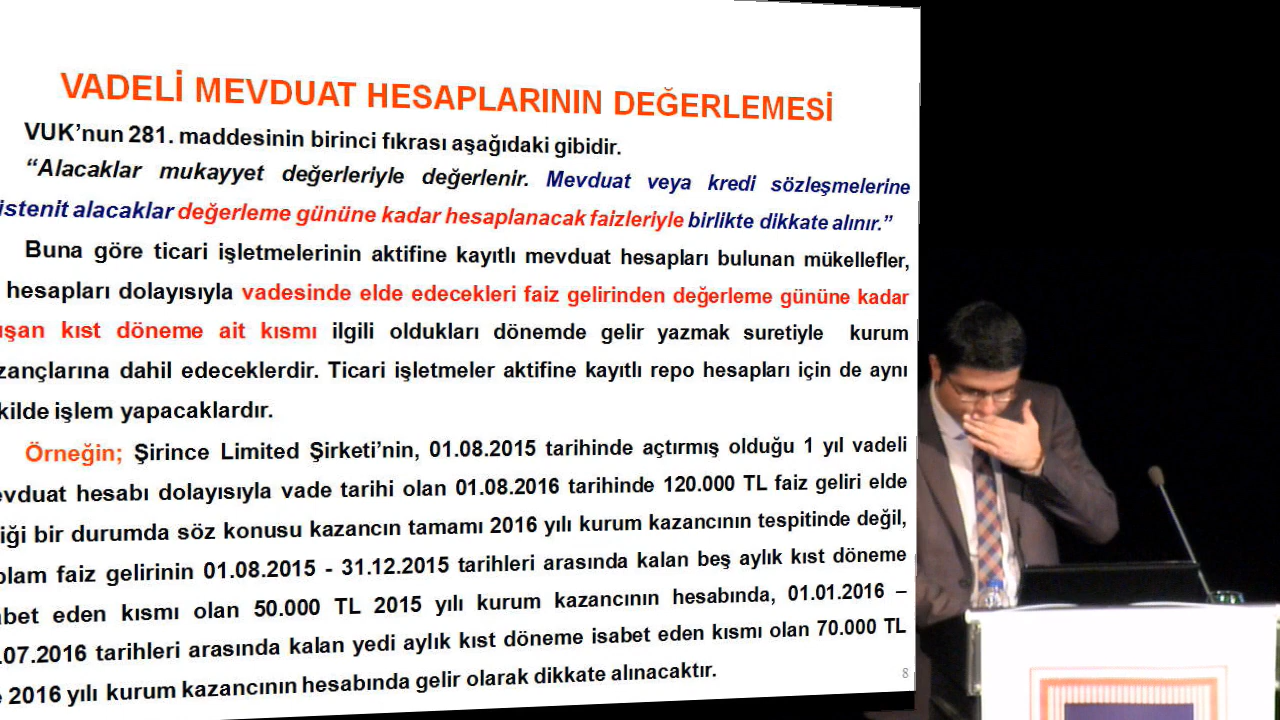 VADELİ MEVDUAT HESAPLARININ DEĞERLEMESİ
VUK’nun 281. maddesinin birinci fıkrası aşağıdaki gibidir.
“Alacaklar mukayyet değerleriyle değerlenir. Mevduat veya kredi sözleşmelerine
istenit alacaklar değerleme gününe kadar hesaplanacak faizleriyle birlikte dikkate alınır.”
Buna göre ticari işletmelerinin aktifine kayıtlı mevduat hesapları bulunan mükellefler,
hesapları dolayısıyla vadesinde elde edecekleri faiz gelirinden değerleme gününe kadar
kıst döneme ait kısmı ilgili oldukları dönemde gelir yazmak suretiyle kurum
dahil edeceklerdir. Ticari işletmeler aktifine kayıtlı repo hesapları için de aynı
işlem yapacaklardır.
Örneğin; Şirince Limited Şirketi’nin, 01.08.2015 tarihinde açtırmış olduğu 1 yıl vadeli
hesabı dolayısıyla vade tarihi olan 01.08.2016 tarihinde 120.000 TL faiz geliri elde
bir durumda söz konusu kazancın tamamı 2016 yılı kurum kazancının tespitinde değil,
faiz gelirinin 01.08.2015 - 31.12.2015 tarihleri arasında kalan beş aylık kıst döneme
eden kısmı olan 50.000 TL 2015 yılı kurum kazancının hesabında, 01.01.2016 –
.07.2016 tarihleri arasında kalan yedi aylık kıst döneme isabet eden kısmı olan 70.000 TL
2016 yılı kurum kazancının hesabında gelir olarak dikkate alınacaktır.
8